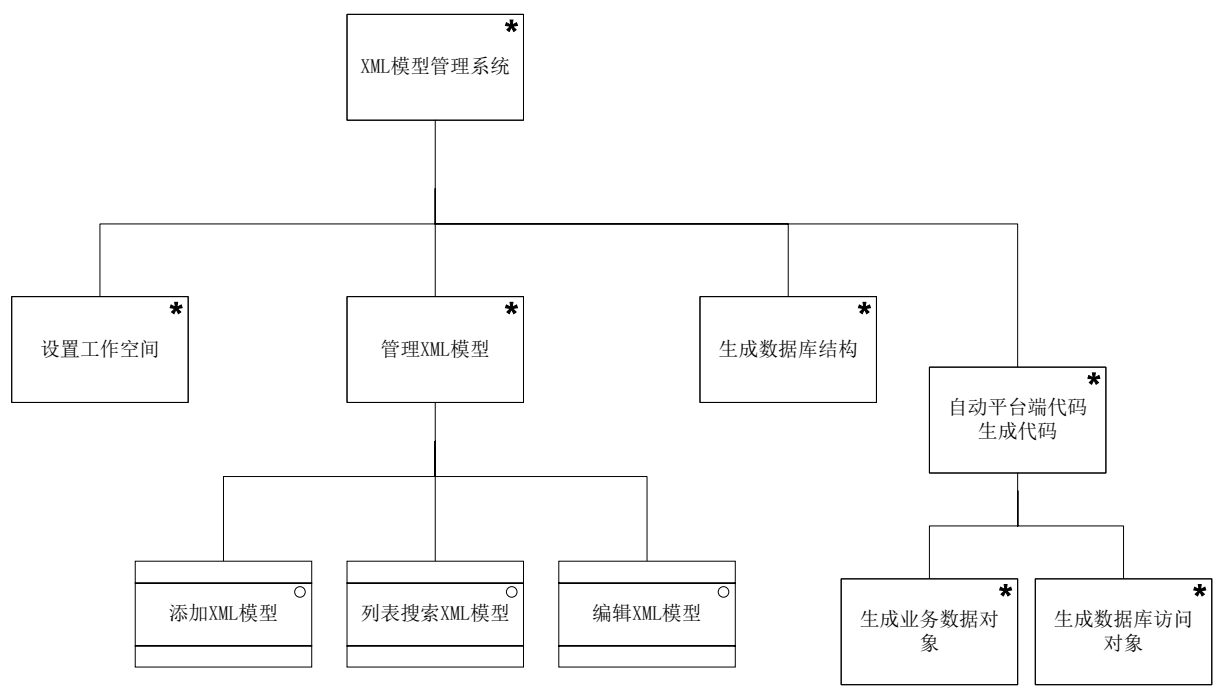 XML模型管理系统
设置工作空间
管理XML模型
生成数据库结构
自动平台端代码
生成代码
添加XML模型
列表搜索XML模型
编辑XML模型
生成业务数据对
象
生成数据库访问
对象